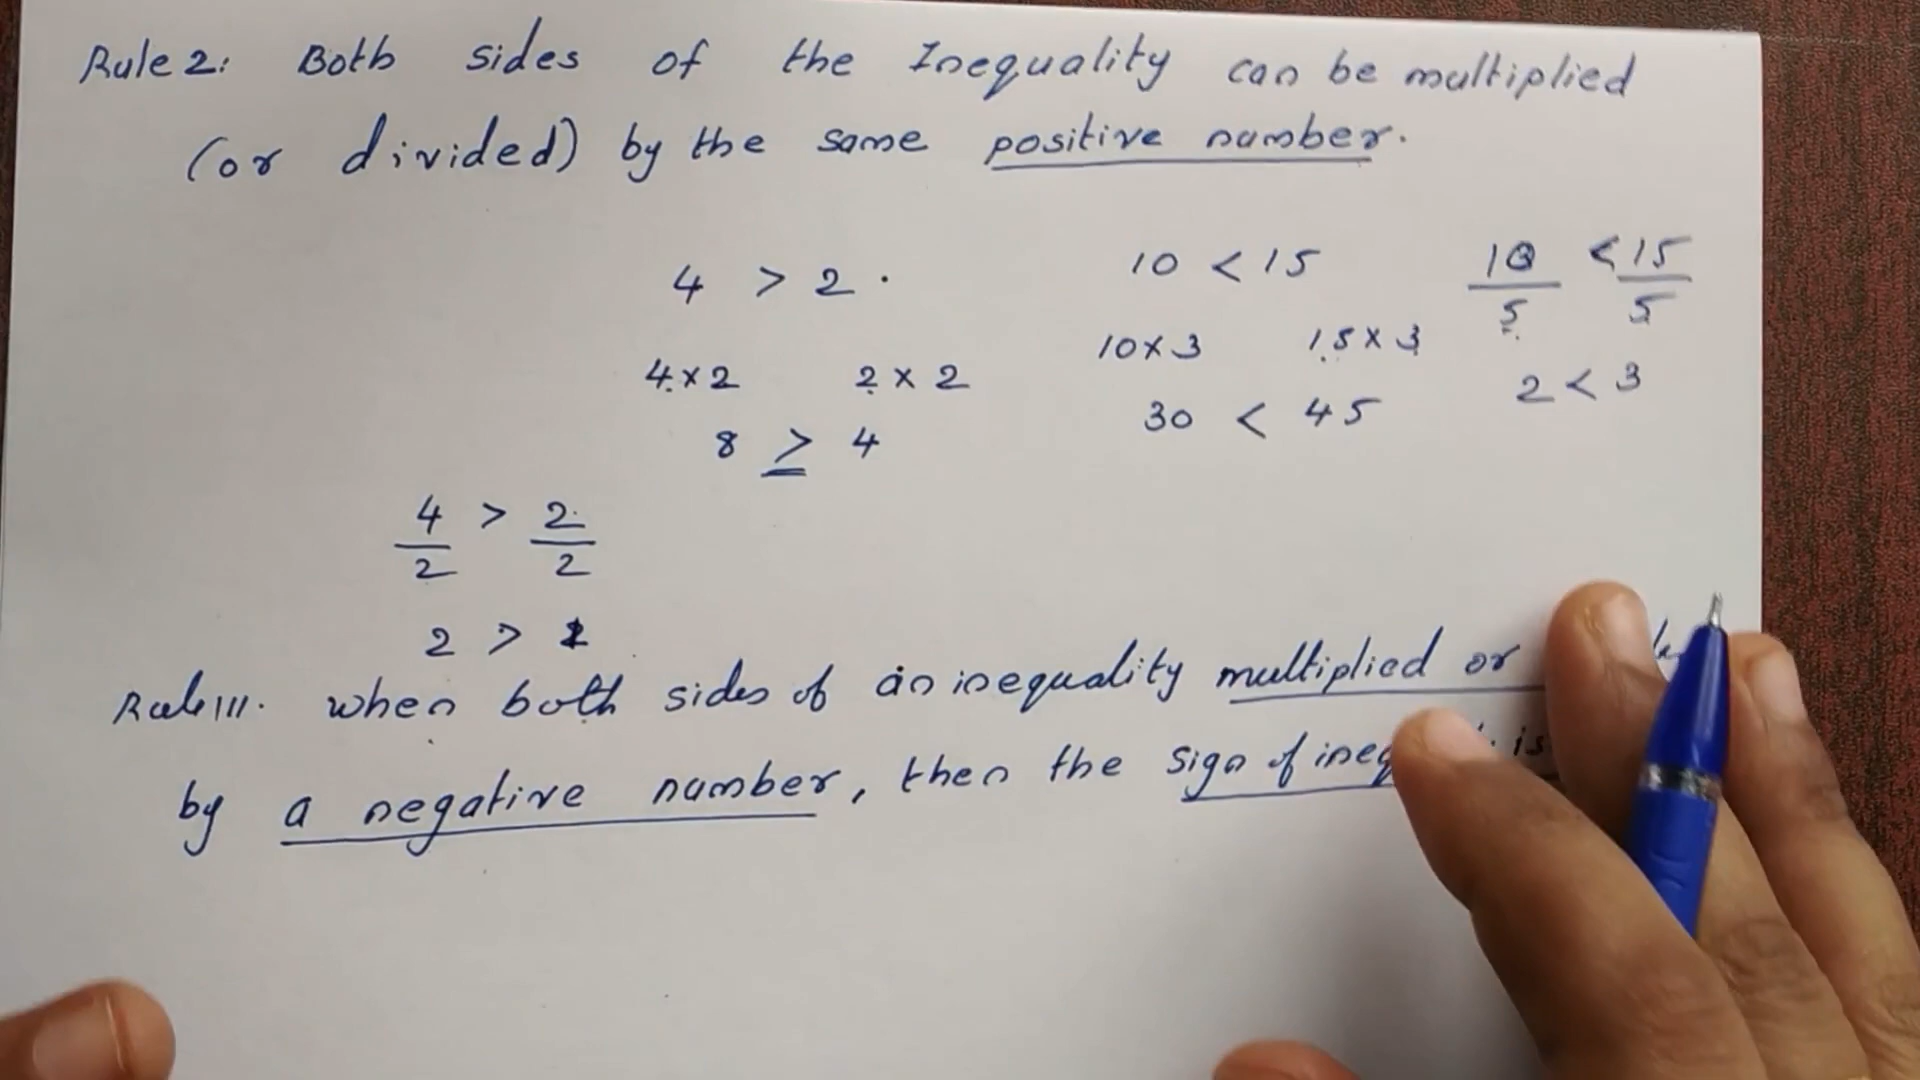 Rule 2: Both sides of the Inequality can be multiplied
(or divided) by the same positive number.
4 > 2 .
4 × 2 2 × 2
8 > 4
10 < 15
10 × 3 15 × 3
30 < 45
10/5 < 15/5
2 < 3
4/2 > 2/2
2 > 1
Rule 111. when both sides of an inequality multiplied or
by a negative number, then the sign of ineq is